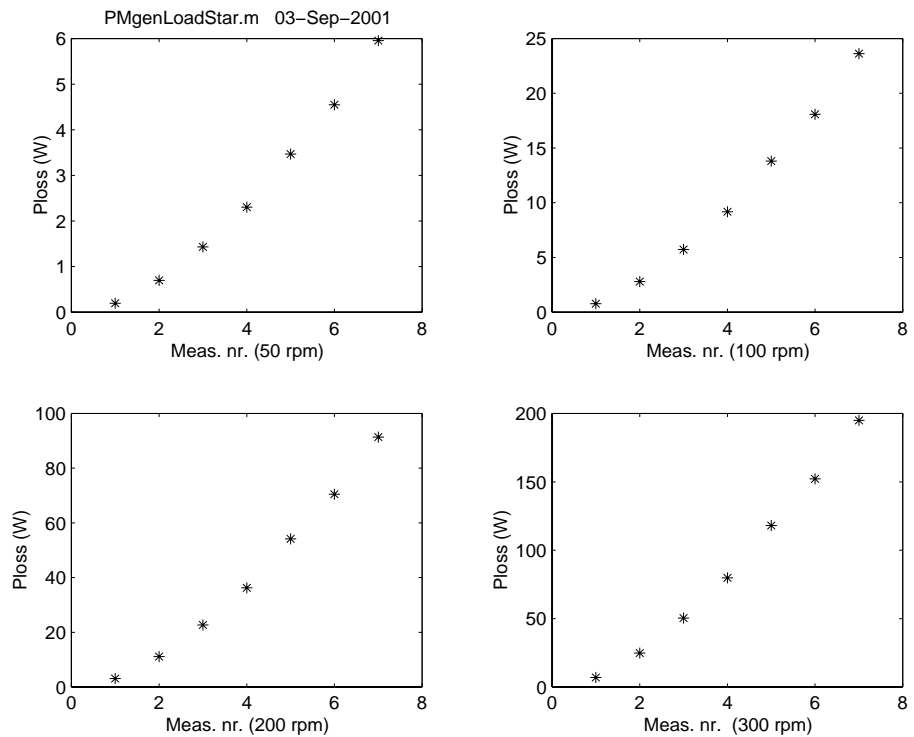 PMgenLoadStar.m 03-Sep-2001
6
5
4
3
2
1
0
Ploss (W)
0 2 4 6 8
Meas. nr. (50 rpm)
25
20
15
10
5
0
Ploss (W)
0 2 4 6 8
Meas. nr. (100 rpm)
100
80
60
40
20
0
Ploss (W)
0 2 4 6 8
Meas. nr. (200 rpm)
200
150
100
50
0
Ploss (W)
0 2 4 6 8
Meas. nr. (300 rpm)